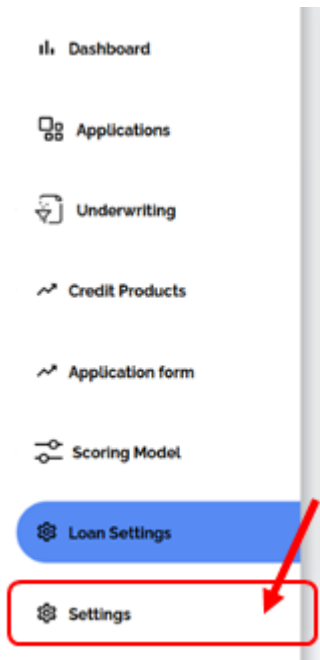 Dashboard
Applications
Underwriting
Credit Products
Application form
Scoring Model
Loan Settings
Settings